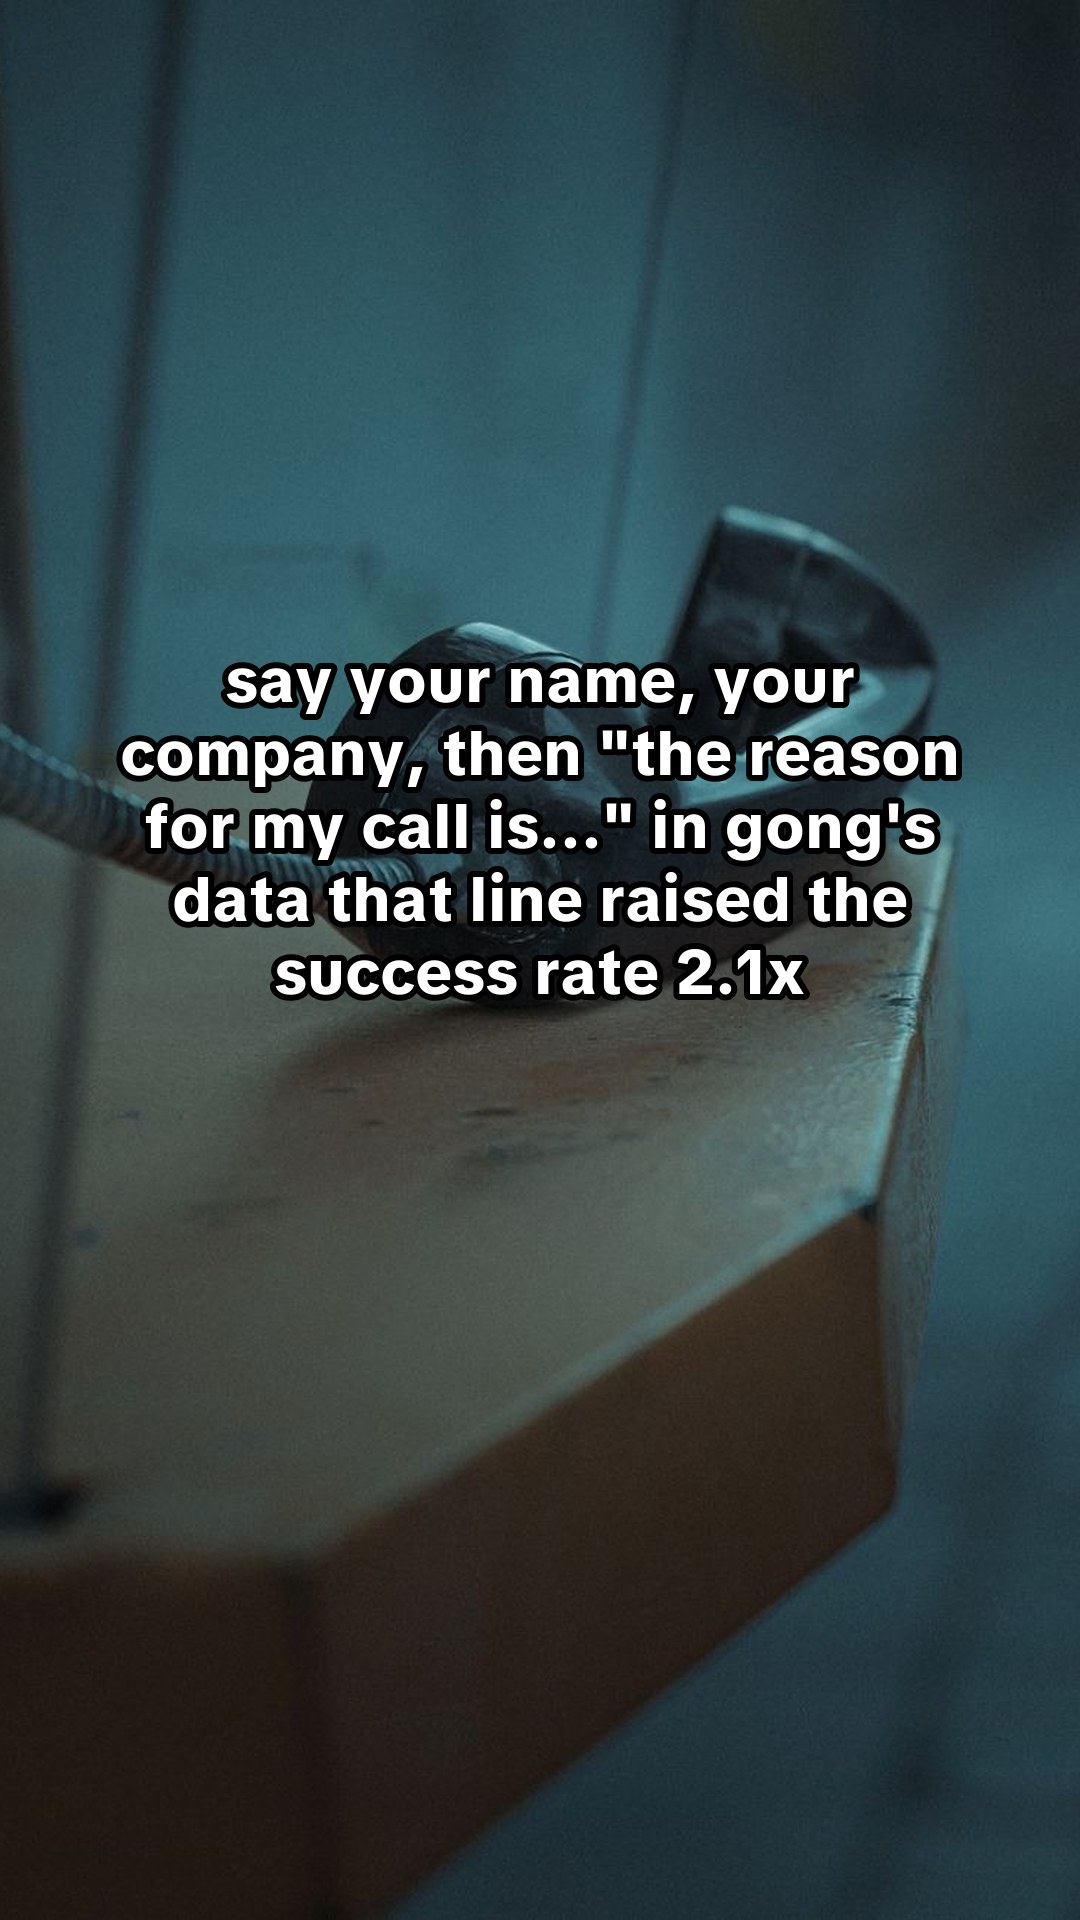 say your name, your
company, then "the reason
for my call is..." in gong's
data that line raised the
success rate 2.1x